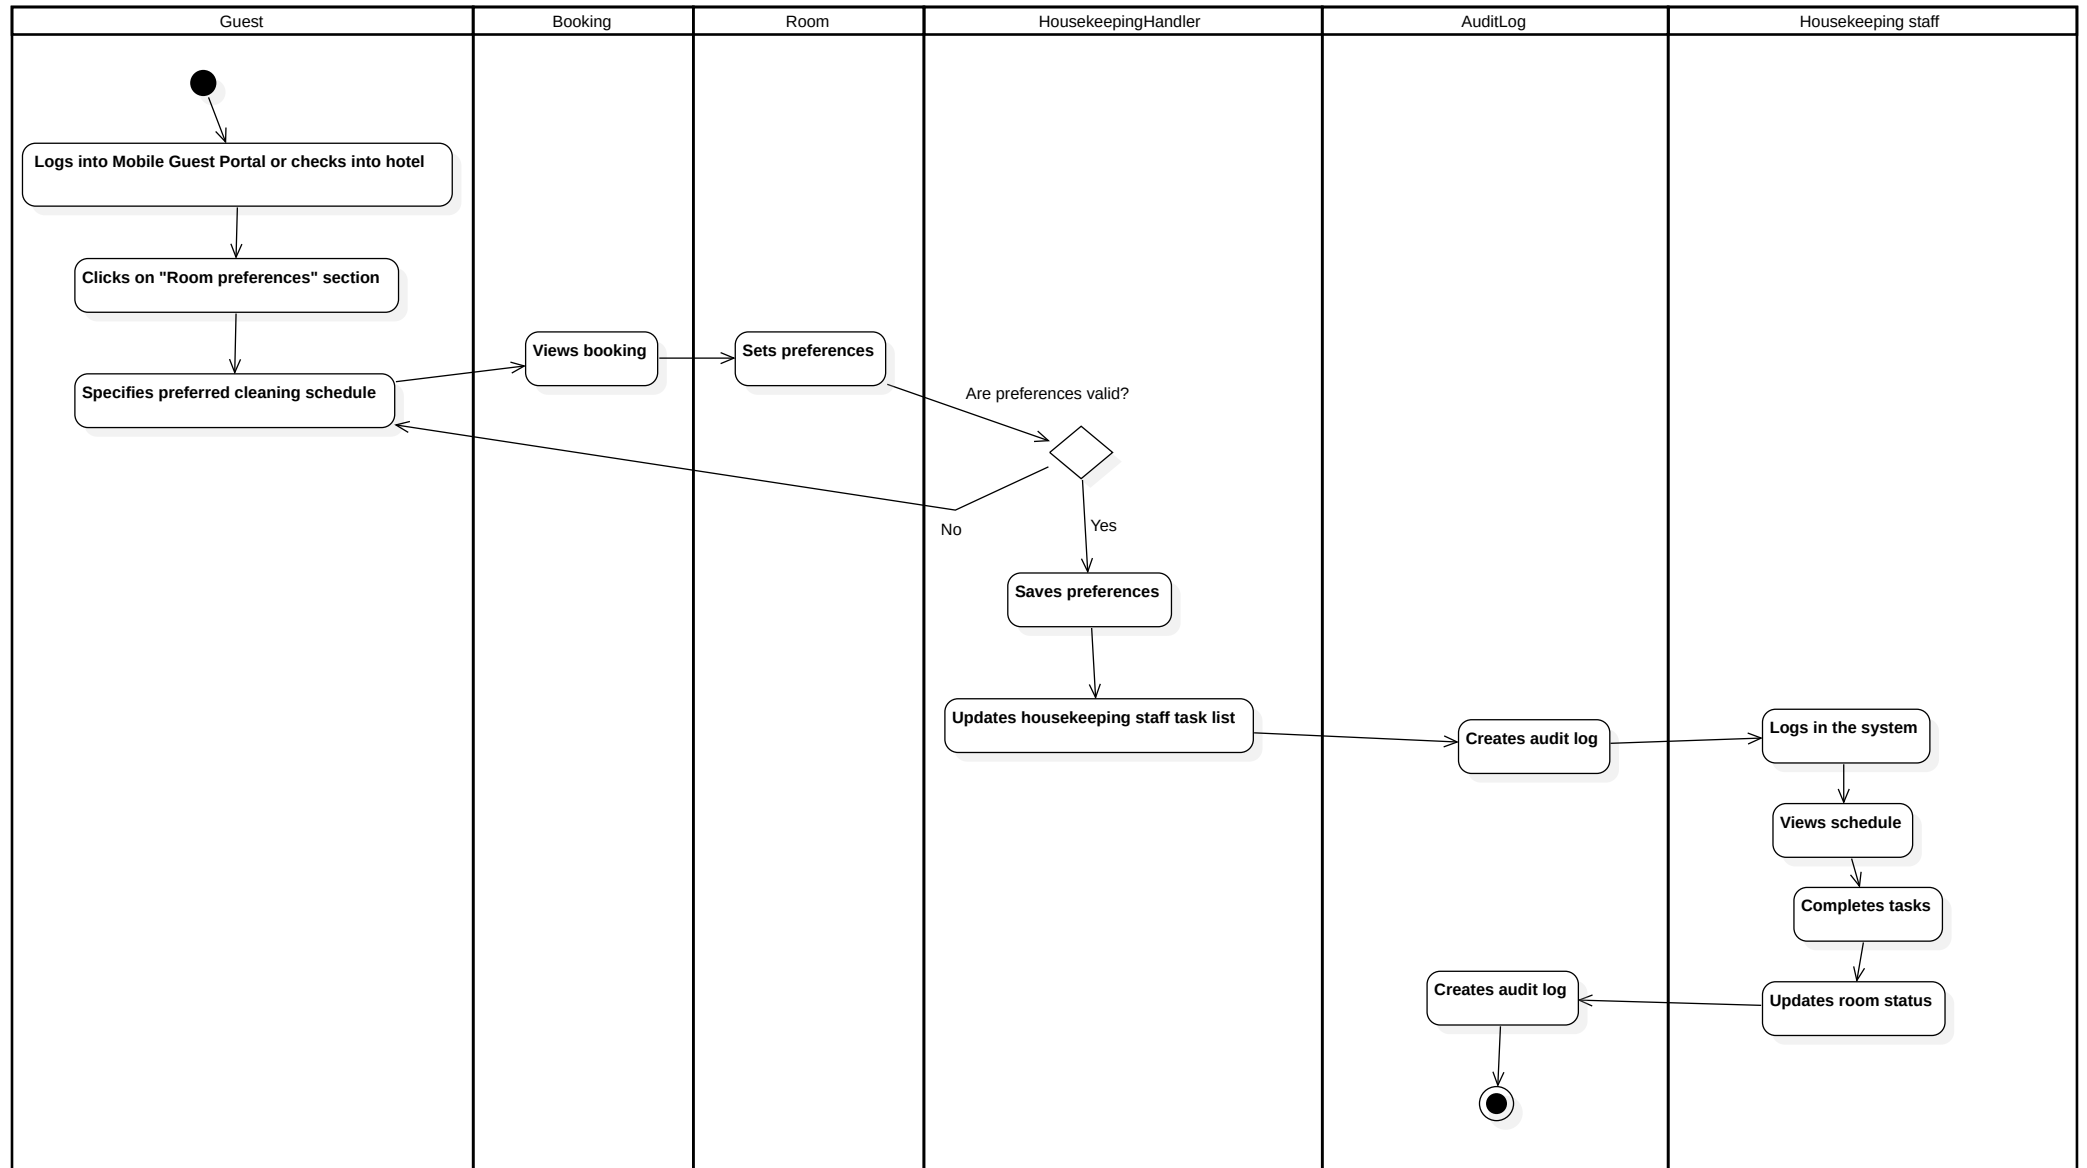 Guest
Booking
Room
HousekeepingHandler
AuditLog
Housekeeping staff
Logs into Mobile Guest Portal or checks into hotel
Clicks on "Room preferences" section
Specifies preferred cleaning schedule
Views booking
Sets preferences
Are preferences valid?
No
Yes
Saves preferences
Updates housekeeping staff task list
Creates audit log
Logs in the system
Views schedule
Completes tasks
Updates room status
Creates audit log